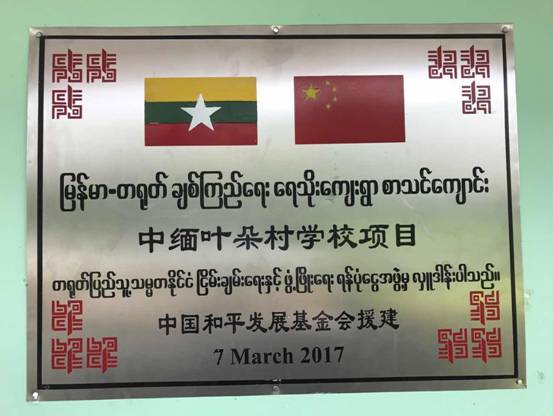 မြန်မာ-တရုတ် ချစ်ကြည်ရေး ရေသိုးကျေးရွာ စာသင်ကျောင်း
中缅叶朵村学校项目
တရုတ်ပြည်သူ့သမ္မတနိုင်ငံ ငြိမ်းချမ်းရေးနှင့် ဖွံ့ဖြိုးရေး ရန်ပုံငွေအဖွဲ့မှ လှူဒါန်းပါသည်။
中国和平发展基金会援建
7 March 2017